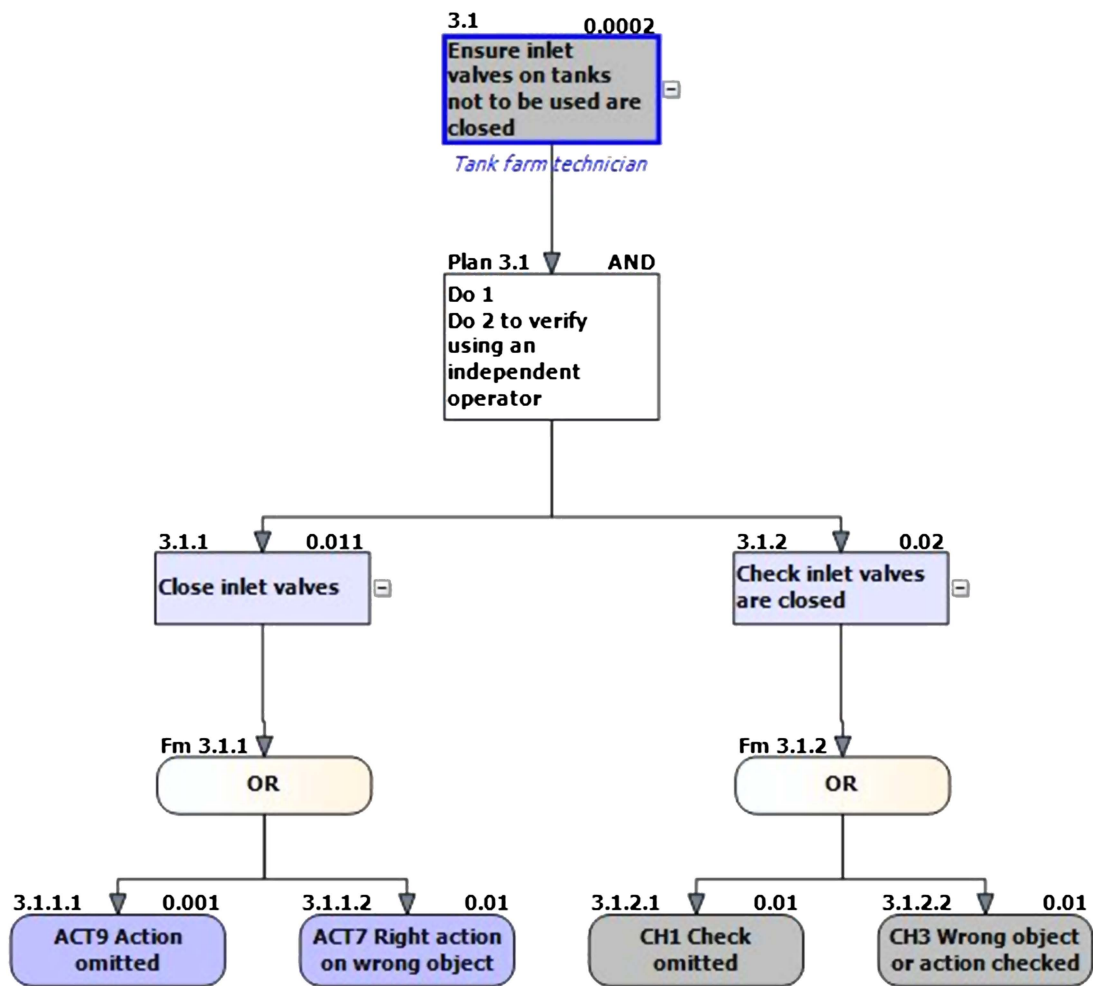 3.1 0.0002
Ensure inlet
valves on tanks
not to be used are
closed
Tank farm technician
Plan 3.1 AND
Do 1
Do 2 to verify
using an
independent
operator
3.1.1 0.011
Close inlet valves
3.1.2 0.02
Check inlet valves
are closed
Fm 3.1.1
OR
Fm 3.1.2
OR
3.1.1.1 0.001
ACT9 Action
omitted
3.1.1.2 0.01
ACT7 Right action
on wrong object
3.1.2.1 0.01
CH1 Check
omitted
3.1.2.2 0.01
CH3 Wrong object
or action checked